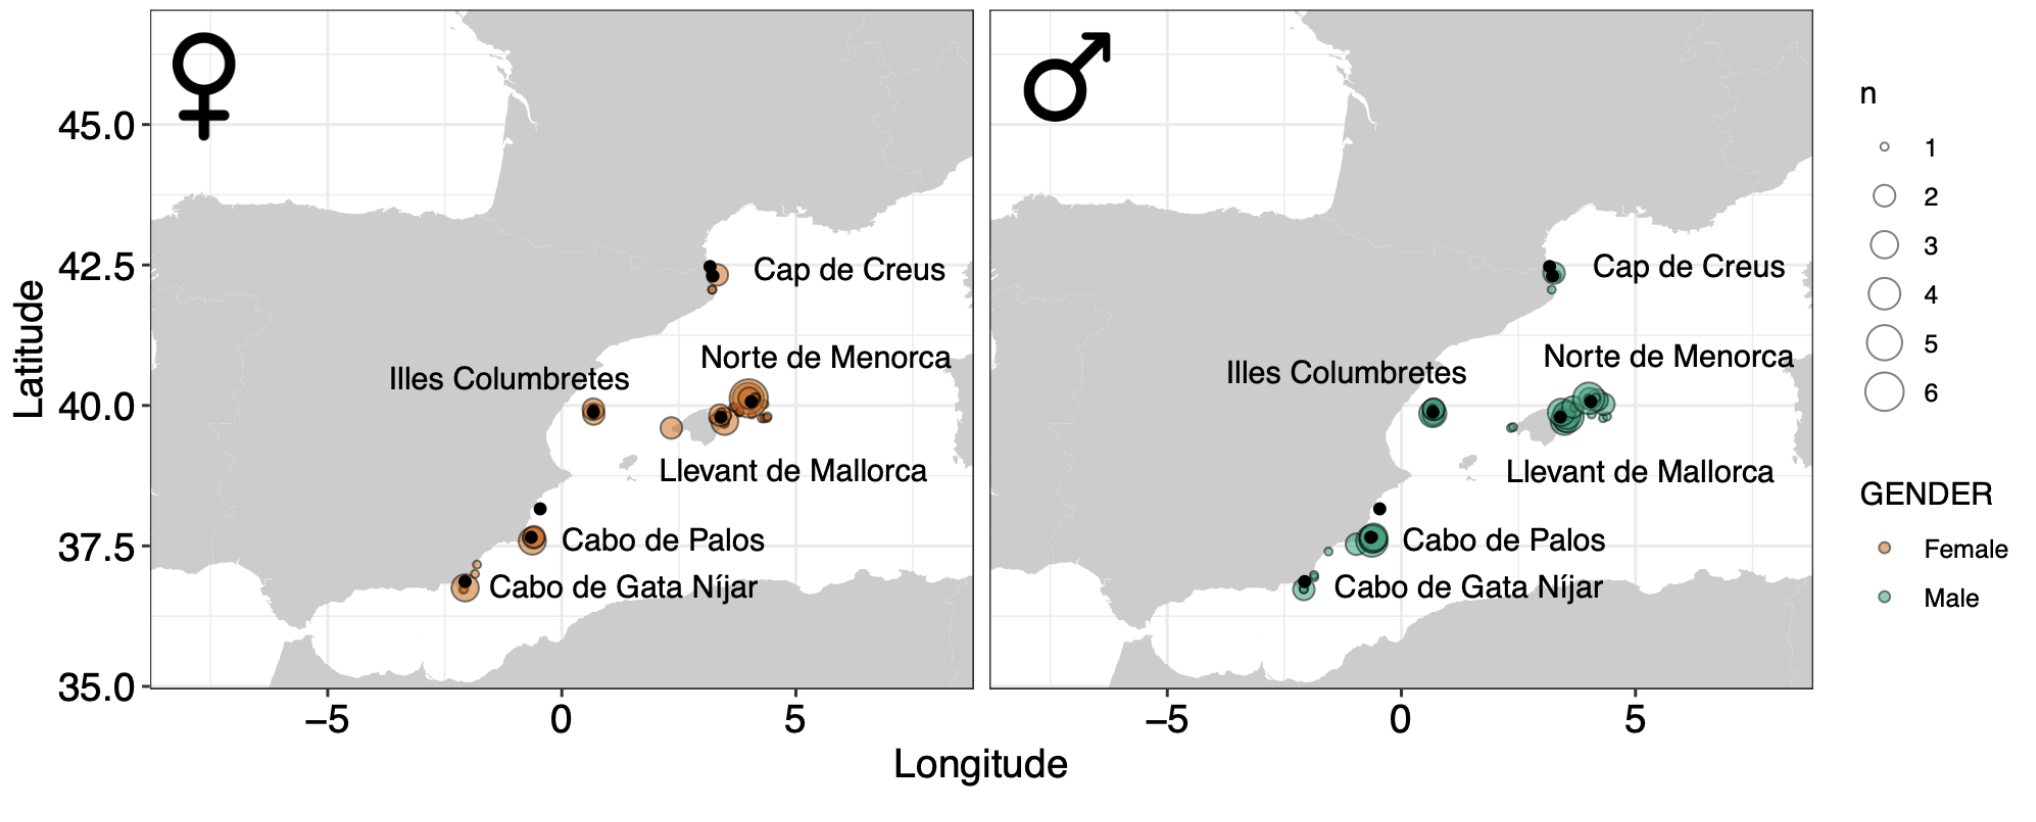 ♀
♂
45.0
42.5
40.0
37.5
35.0
Latitude
Cap de Creus
Norte de Menorca
Illes Columbretes
Llevant de Mallorca
Cabo de Palos
Cabo de Gata Níjar
−5
0
5
Cap de Creus
Norte de Menorca
Illes Columbretes
Llevant de Mallorca
Cabo de Palos
Cabo de Gata Níjar
−5
0
5
Longitude
n
1
2
3
4
5
6
GENDER
Female
Male